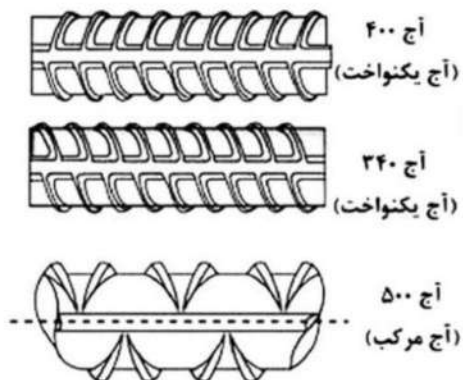 آج ۴۰۰
(آج یکنواخت)
آج ۳۴۰
(آج یکنواخت)
آج ۵۰۰
(آج مرکب)